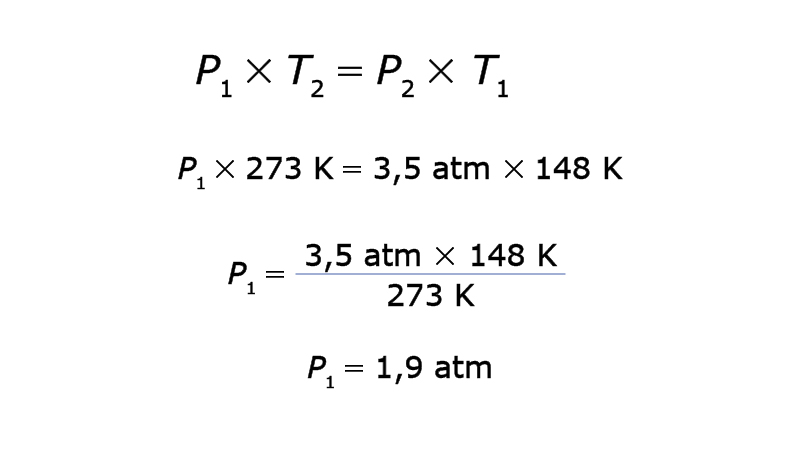 P₁ × T₂ = P₂ × T₁
P₁ × 273 K = 3,5 atm × 148 K
P₁ = 3,5 atm × 148 K / 273 K
P₁ = 1,9 atm